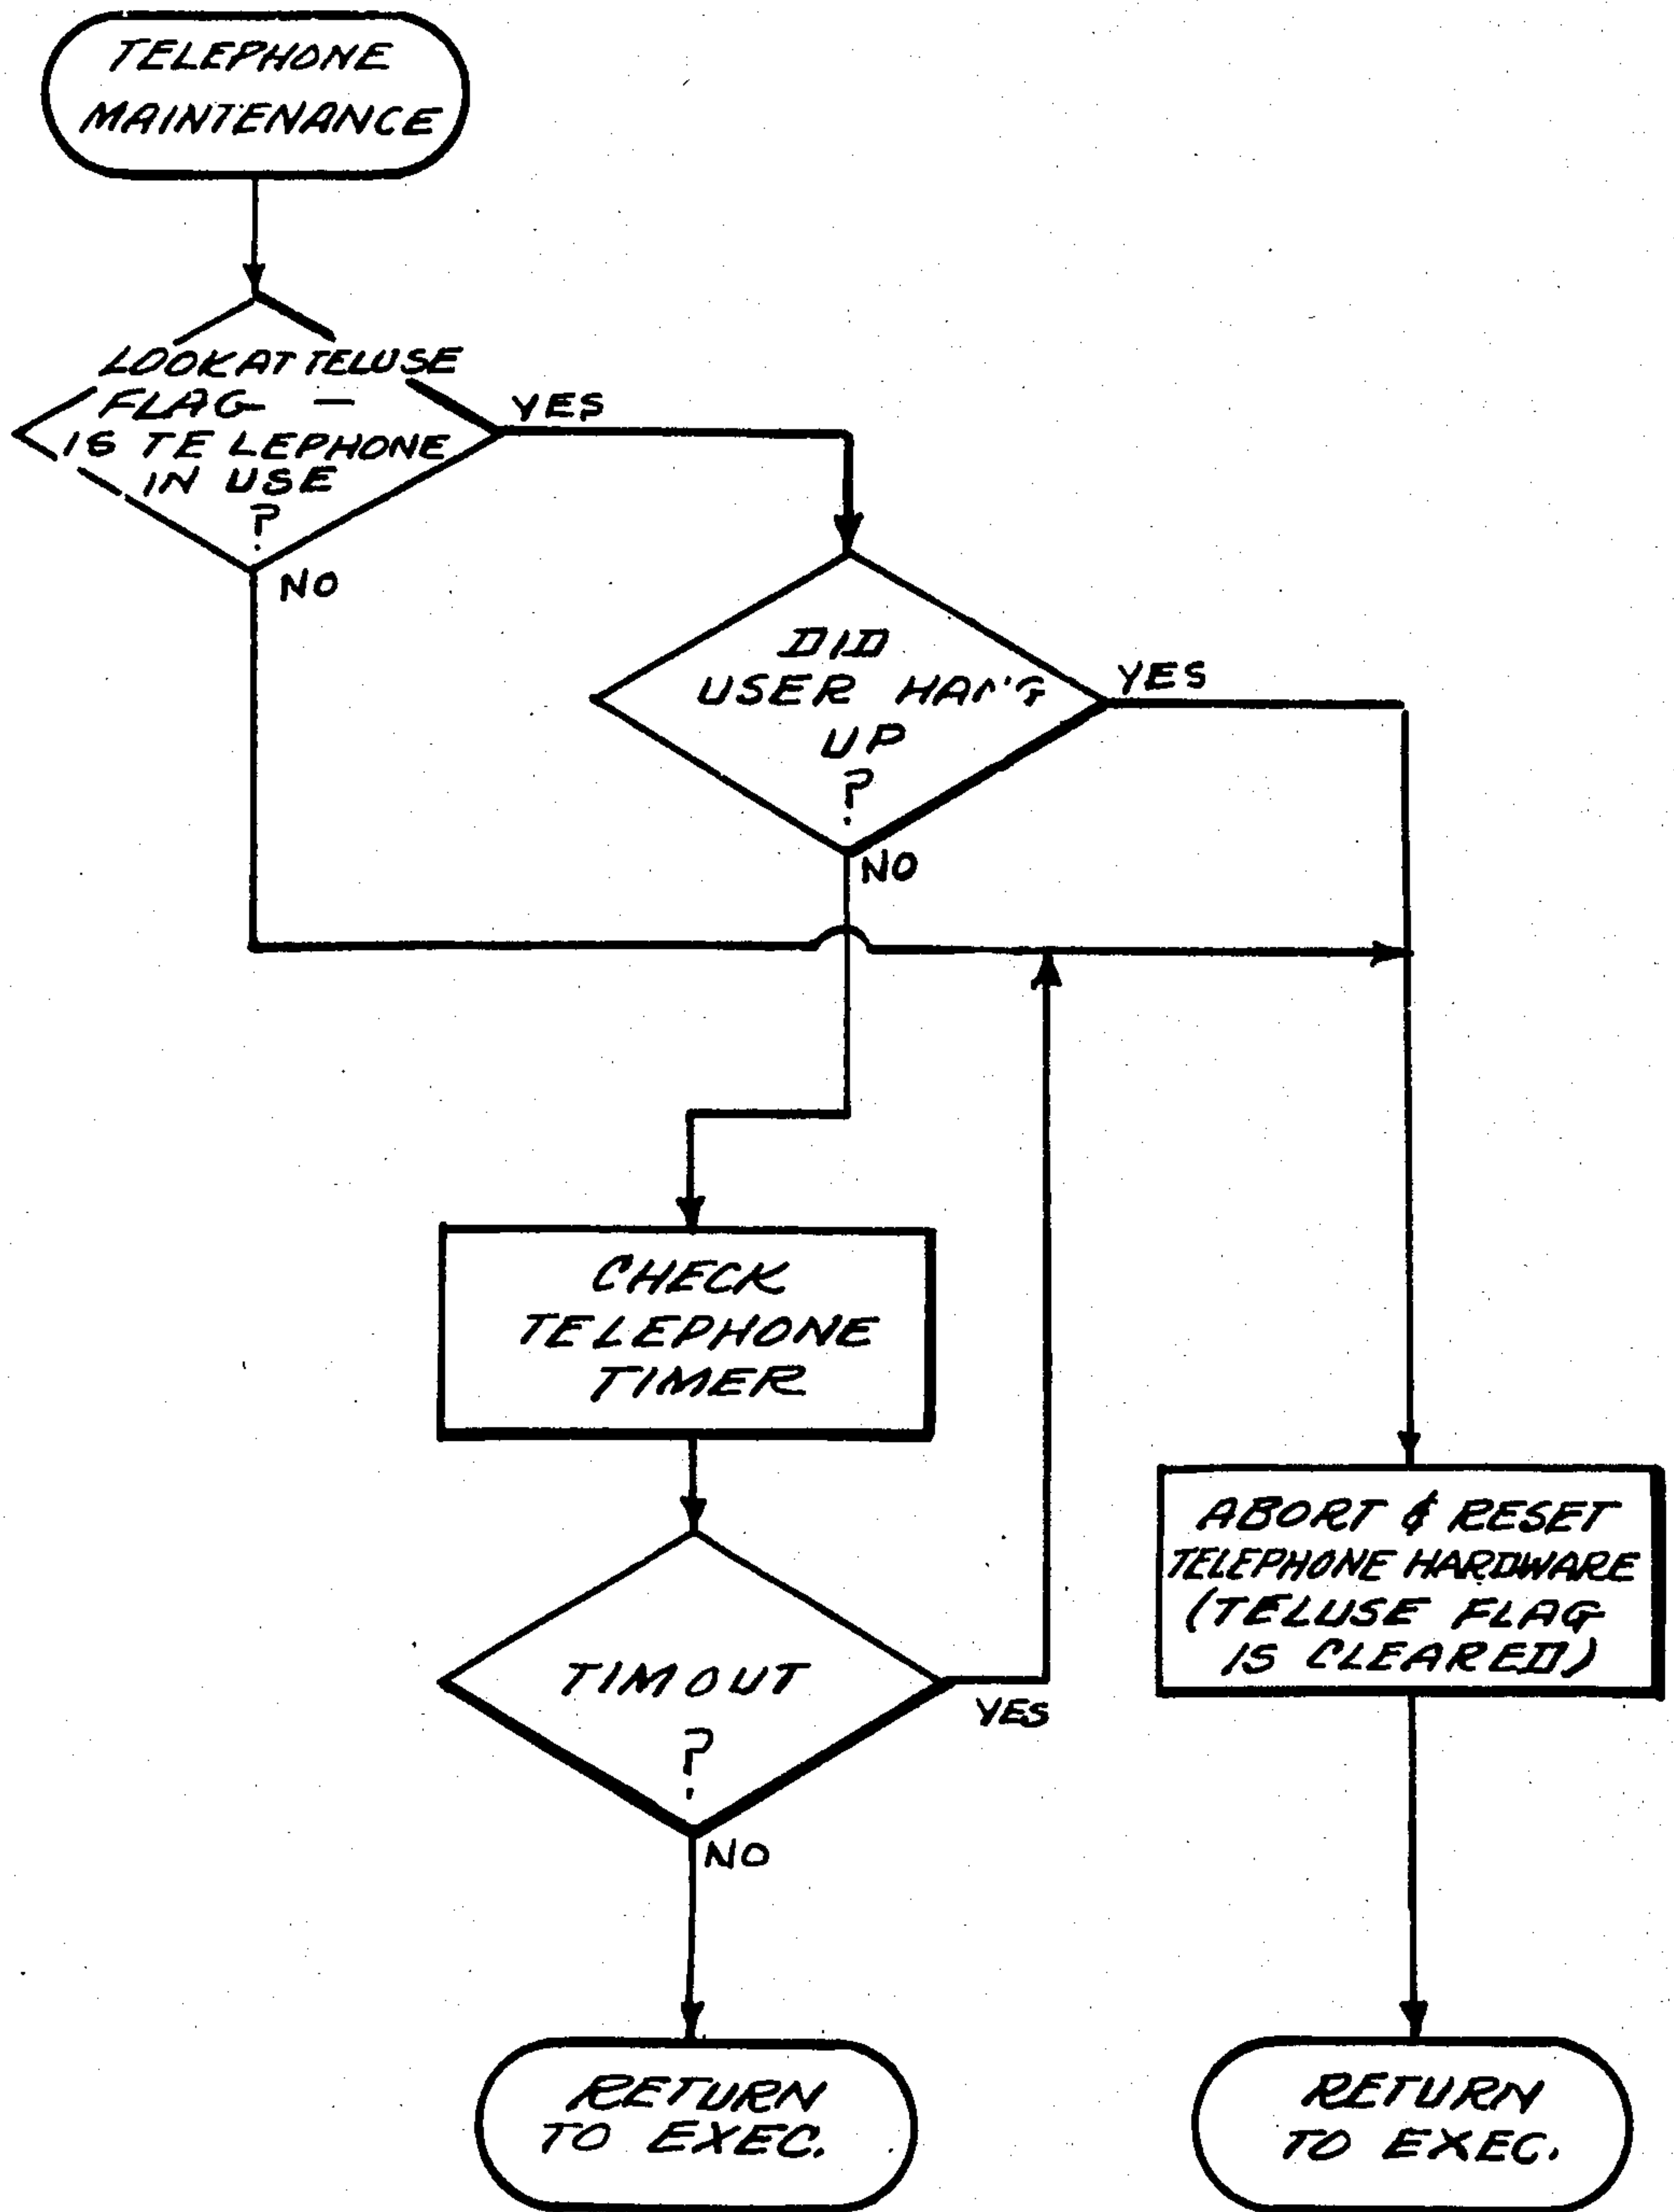 TELEPHONE
MAINTENANCE
LOOK AT TELUSE
FLAG —
IS TELEPHONE
IN USE
?
YES
NO
DID
USER HANG
UP
?
YES
NO
CHECK
TELEPHONE
TIMER
TIMOUT
?
YES
NO
ABORT & RESET
TELEPHONE HARDWARE
(TELUSE FLAG
IS CLEARED)
RETURN
TO EXEC.
RETURN
TO EXEC.